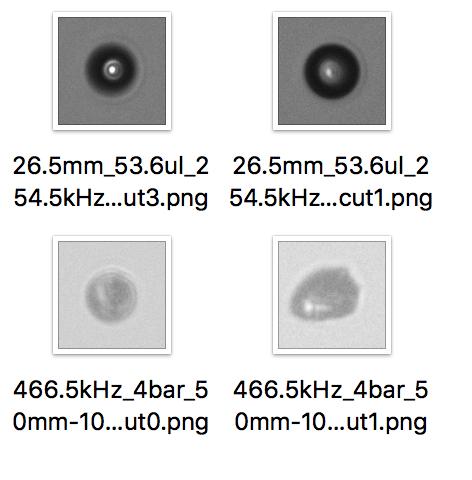 26.5mm_53.6ul_2
54.5kHz...ut3.png
26.5mm_53.6ul_2
54.5kHz...cut1.png
466.5kHz_4bar_5
0mm-10...ut0.png
466.5kHz_4bar_5
0mm-10...ut1.png